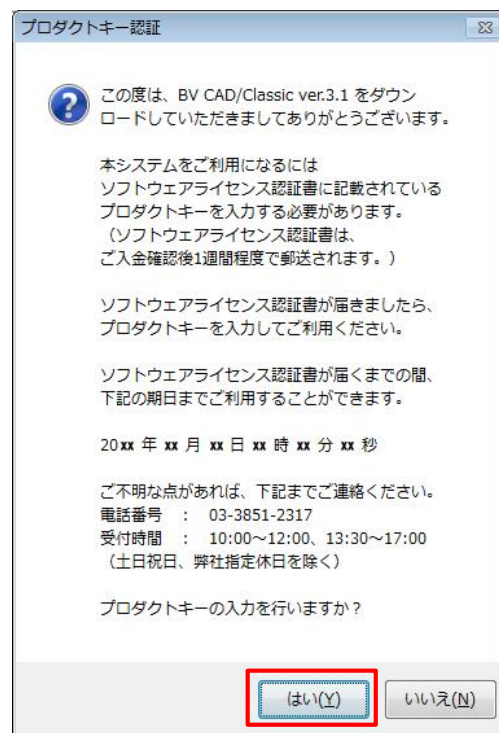 プロダクトキー認証
この度は、BV CAD/Classic ver.3.1 をダウン
ロードしていただきましてありがとうございます。
本システムをご利用になるには
ソフトウェアライセンス認証書に記載されている
プロダクトキーを入力する必要があります。
（ソフトウェアライセンス認証書は、
ご入金確認後1週間程度で郵送されます。）
ソフトウェアライセンス認証書が届きましたら、
プロダクトキーを入力してご利用ください。
ソフトウェアライセンス認証書が届くまでの間、
下記の期日までご利用することができます。
20xx 年 xx 月 xx 日 xx 時 xx 分 xx 秒
ご不明な点があれば、下記までご連絡ください。
電話番号 ： 03-3851-2317
受付時間 ： 10:00～12:00、13:30～17:00
（土日祝日、弊社指定休日を除く）
プロダクトキーの入力を行いますか？
はい(Y) いいえ(N)